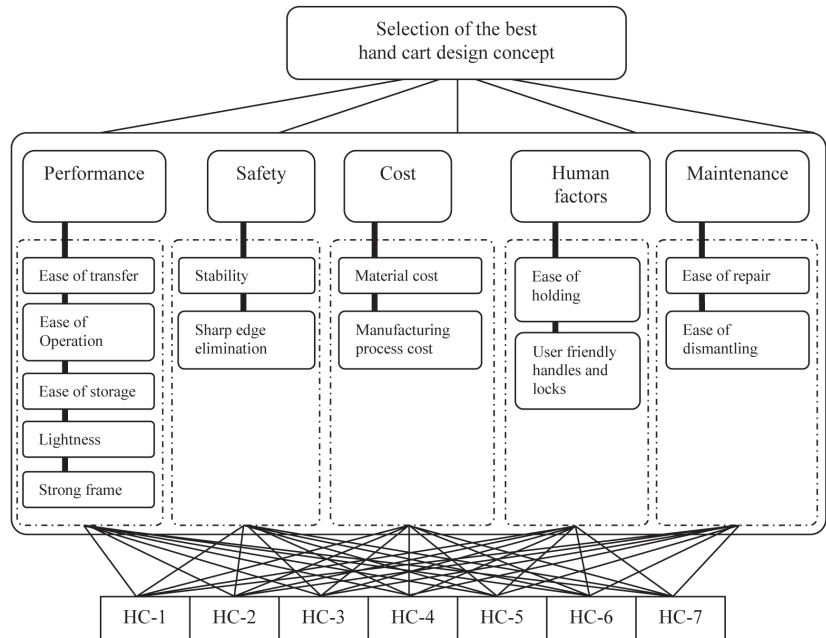 Selection of the best
hand cart design concept
Performance
Safety
Cost
Human
factors
Maintenance
Ease of transfer
Ease of
Operation
Ease of storage
Lightness
Strong frame
Stability
Sharp edge
elimination
Material cost
Manufacturing
process cost
Ease of
holding
User friendly
handles and
locks
Ease of repair
Ease of
dismantling
HC-1
HC-2
HC-3
HC-4
HC-5
HC-6
HC-7